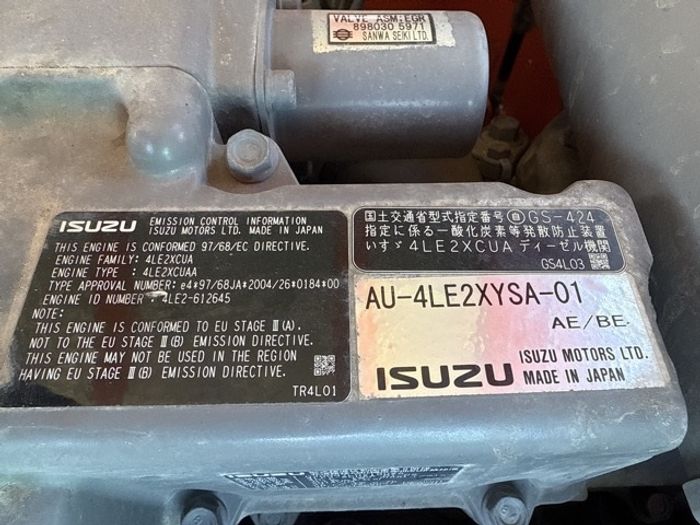 VALVE ASM;EGR
898030 5971
SANWA SEIKI LTD.
ISUZU EMISSION CONTROL INFORMATION
ISUZU MOTORS LTD. MADE IN JAPAN
THIS ENGINE IS CONFORMED 97/68/EC DIRECTIVE.
ENGINE FAMILY: 4LE2XCUA
ENGINE TYPE : 4LE2XCUAA
TYPE APPROVAL NUMBER: e4*97/68JA*2004/26*0184*00
ENGINE ID NUMBER : 4LE2-612645
NOTE:
THIS ENGINE IS CONFORMED TO EU STAGE Ⅲ(A),
NOT TO THE EU STAGE Ⅲ(B) EMISSION DIRECTIVE.
THIS ENGINE MAY NOT BE USED IN THE REGION
HAVING EU STAGE Ⅲ(B) EMISSION DIRECTIVE.
TR4L01
国土交通省型式指定番号 自 GS-424
指定に係る一酸化炭素等発散防止装置
いすゞ 4LE2XCUA ディーゼル機関
GS4L03
AU-4LE2XYSA-01
AE/BE
ISUZU MOTORS LTD.
ISUZU MADE IN JAPAN
ISUZU